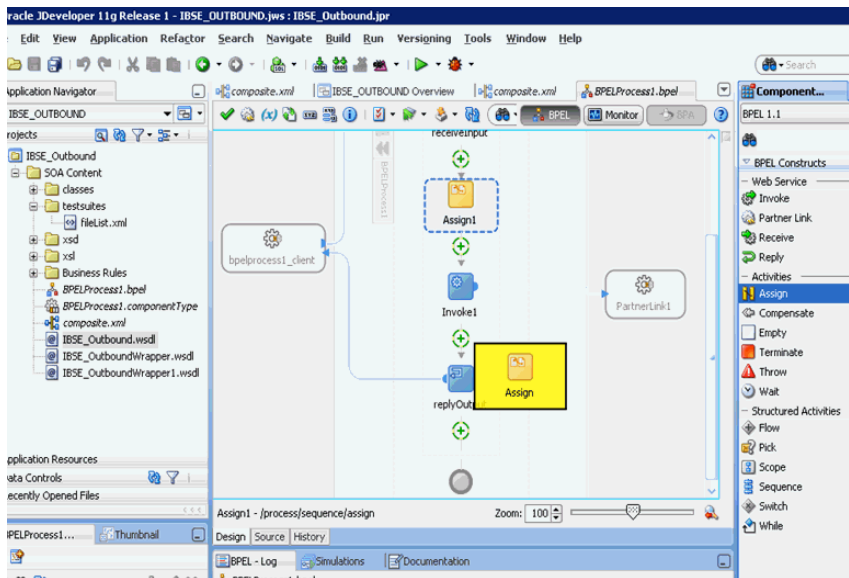 racle JDeveloper 11g Release 1 - IBSE_OUTBOUND.jws : IBSE_Outbound.jpr
Edit View Application Refactor Search Navigate Build Run Versioning Tools Window Help
Search
Application Navigator
composite.xml
IBSE_OUTBOUND Overview
composite.xml
BPELProcess1.bpel
Component...
IBSE_OUTBOUND
BPEL
Monitor
BPA
BPEL 1.1
rojects
IBSE_Outbound
SOA Content
classes
testsuites
fileList.xml
xsd
xsl
Business Rules
BPELProcess1.bpel
BPELProcess1.componentType
composite.xml
IBSE_Outbound.wsdl
IBSE_OutboundWrapper.wsdl
IBSE_OutboundWrapper1.wsdl
pplication Resources
ata Controls
ecently Opened Files
PELProcess1...
Thumbnail
receiveInput
BPELProcess1
Assign1
bpelprocess1_client
Invoke1
PartnerLink1
Assign
replyOutput
Assign1 - /process/sequence/assign
Zoom: 100
Design Source History
BPEL - Log
Simulations
Documentation
BPEL Constructs
Web Service
Invoke
Partner Link
Receive
Reply
Activities
Assign
Compensate
Empty
Terminate
Throw
Wait
Structured Activities
Flow
Pick
Scope
Sequence
Switch
While